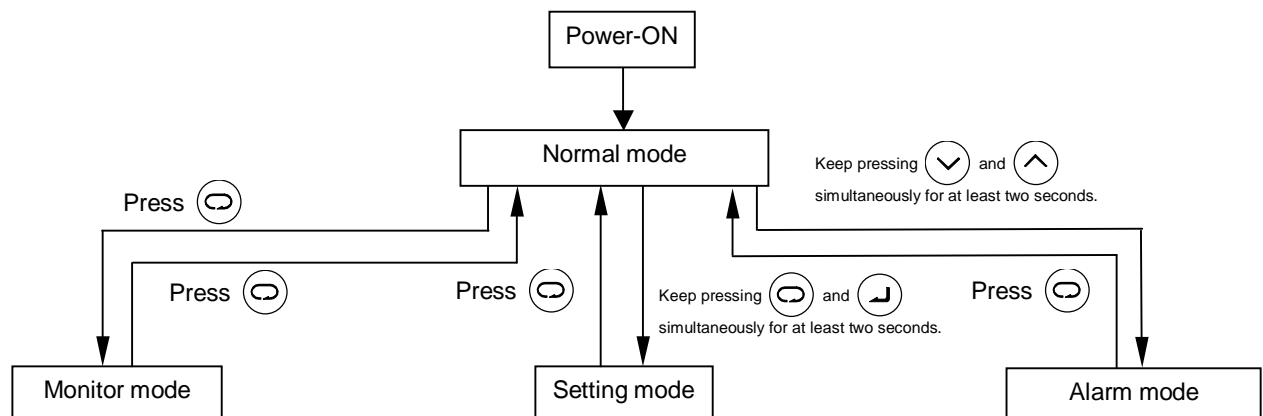 Power-ON
Normal mode
Keep pressing and
simultaneously for at least two seconds.
Press
Press
Press
Keep pressing and
simultaneously for at least two seconds.
Press
Monitor mode
Setting mode
Alarm mode